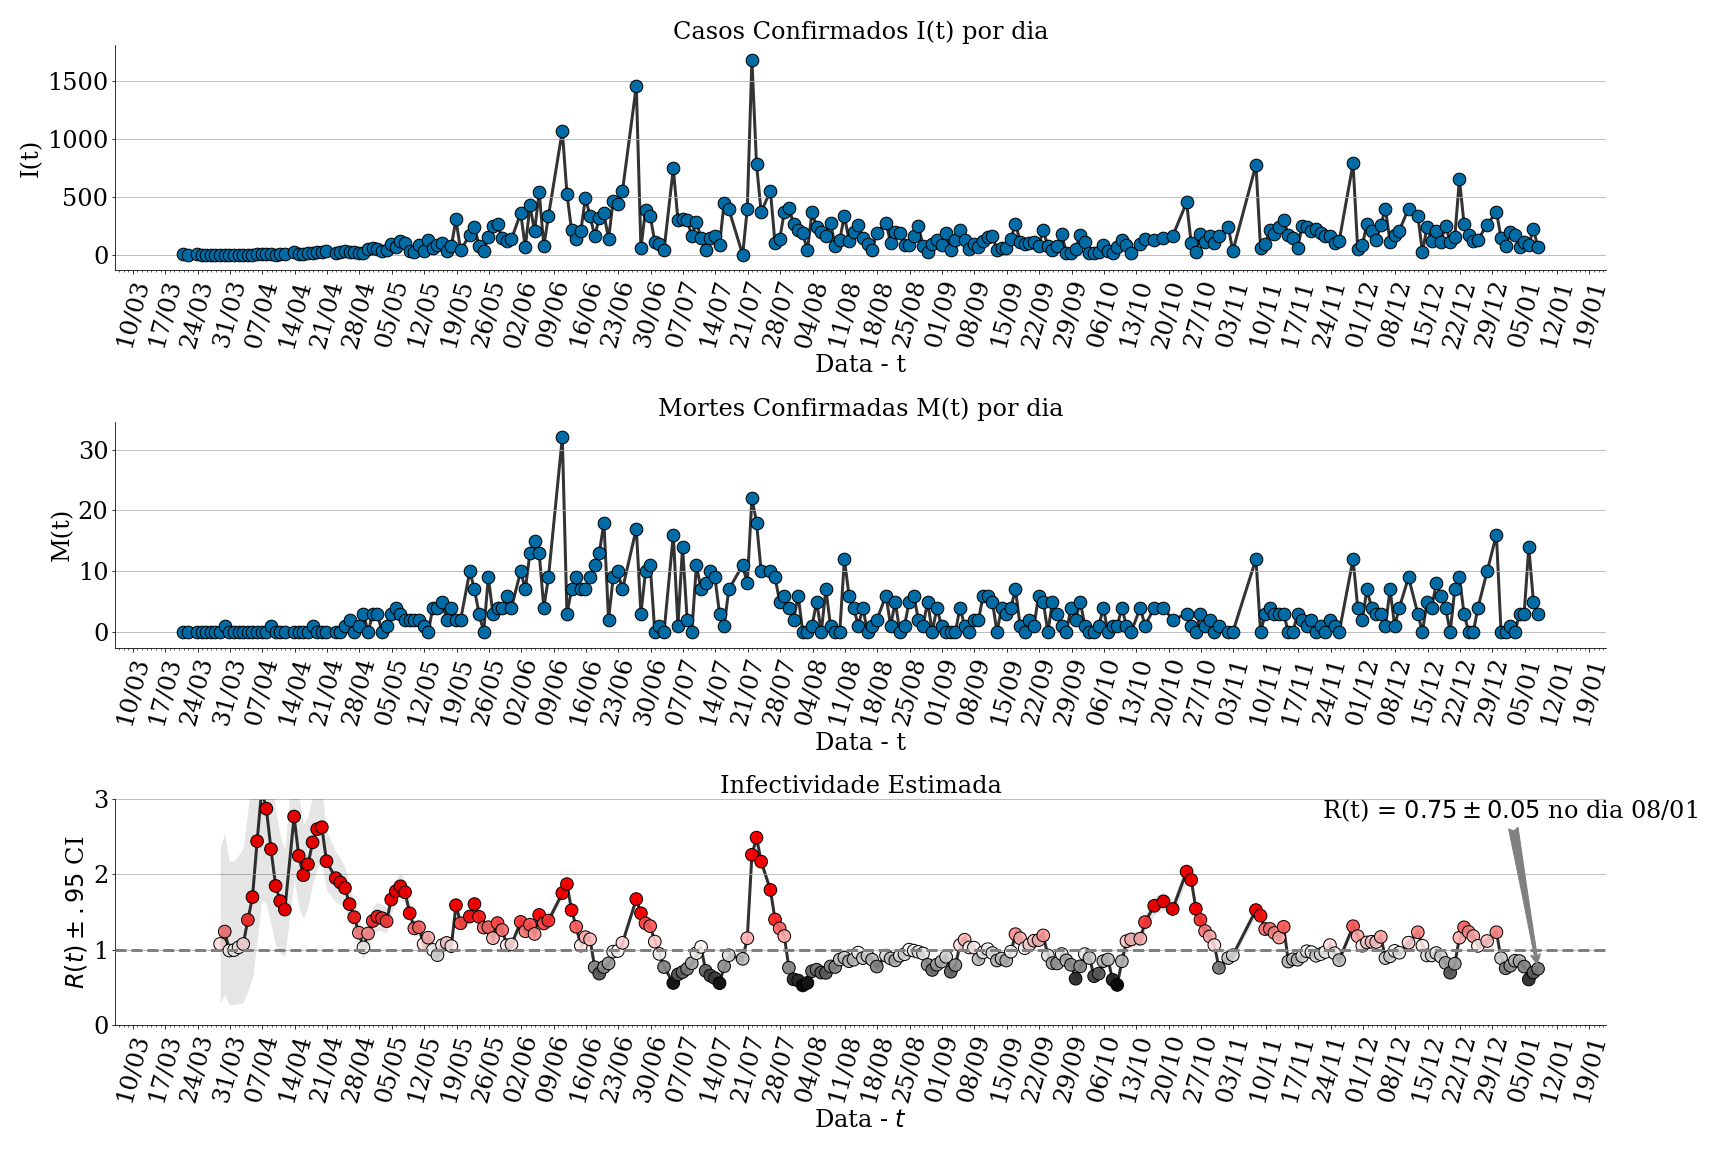 Casos Confirmados I(t) por dia
1500
1000
500
0
I(t)
10/03 17/03 24/03 31/03 07/04 14/04 21/04 28/04 05/05 12/05 19/05 26/05 02/06 09/06 16/06 23/06 30/06 07/07 14/07 21/07 28/07 04/08 11/08 18/08 25/08 01/09 08/09 15/09 22/09 29/09 06/10 13/10 20/10 27/10 03/11 10/11 17/11 24/11 01/12 08/12 15/12 22/12 29/12 05/01 12/01 19/01
Data - t
Mortes Confirmadas M(t) por dia
30
20
10
0
M(t)
10/03 17/03 24/03 31/03 07/04 14/04 21/04 28/04 05/05 12/05 19/05 26/05 02/06 09/06 16/06 23/06 30/06 07/07 14/07 21/07 28/07 04/08 11/08 18/08 25/08 01/09 08/09 15/09 22/09 29/09 06/10 13/10 20/10 27/10 03/11 10/11 17/11 24/11 01/12 08/12 15/12 22/12 29/12 05/01 12/01 19/01
Data - t
Infectividade Estimada
R(t) = 0.75 ± 0.05 no dia 08/01
3
2
1
0
R(t) ± .95 CI
10/03 17/03 24/03 31/03 07/04 14/04 21/04 28/04 05/05 12/05 19/05 26/05 02/06 09/06 16/06 23/06 30/06 07/07 14/07 21/07 28/07 04/08 11/08 18/08 25/08 01/09 08/09 15/09 22/09 29/09 06/10 13/10 20/10 27/10 03/11 10/11 17/11 24/11 01/12 08/12 15/12 22/12 29/12 05/01 12/01 19/01
Data - t